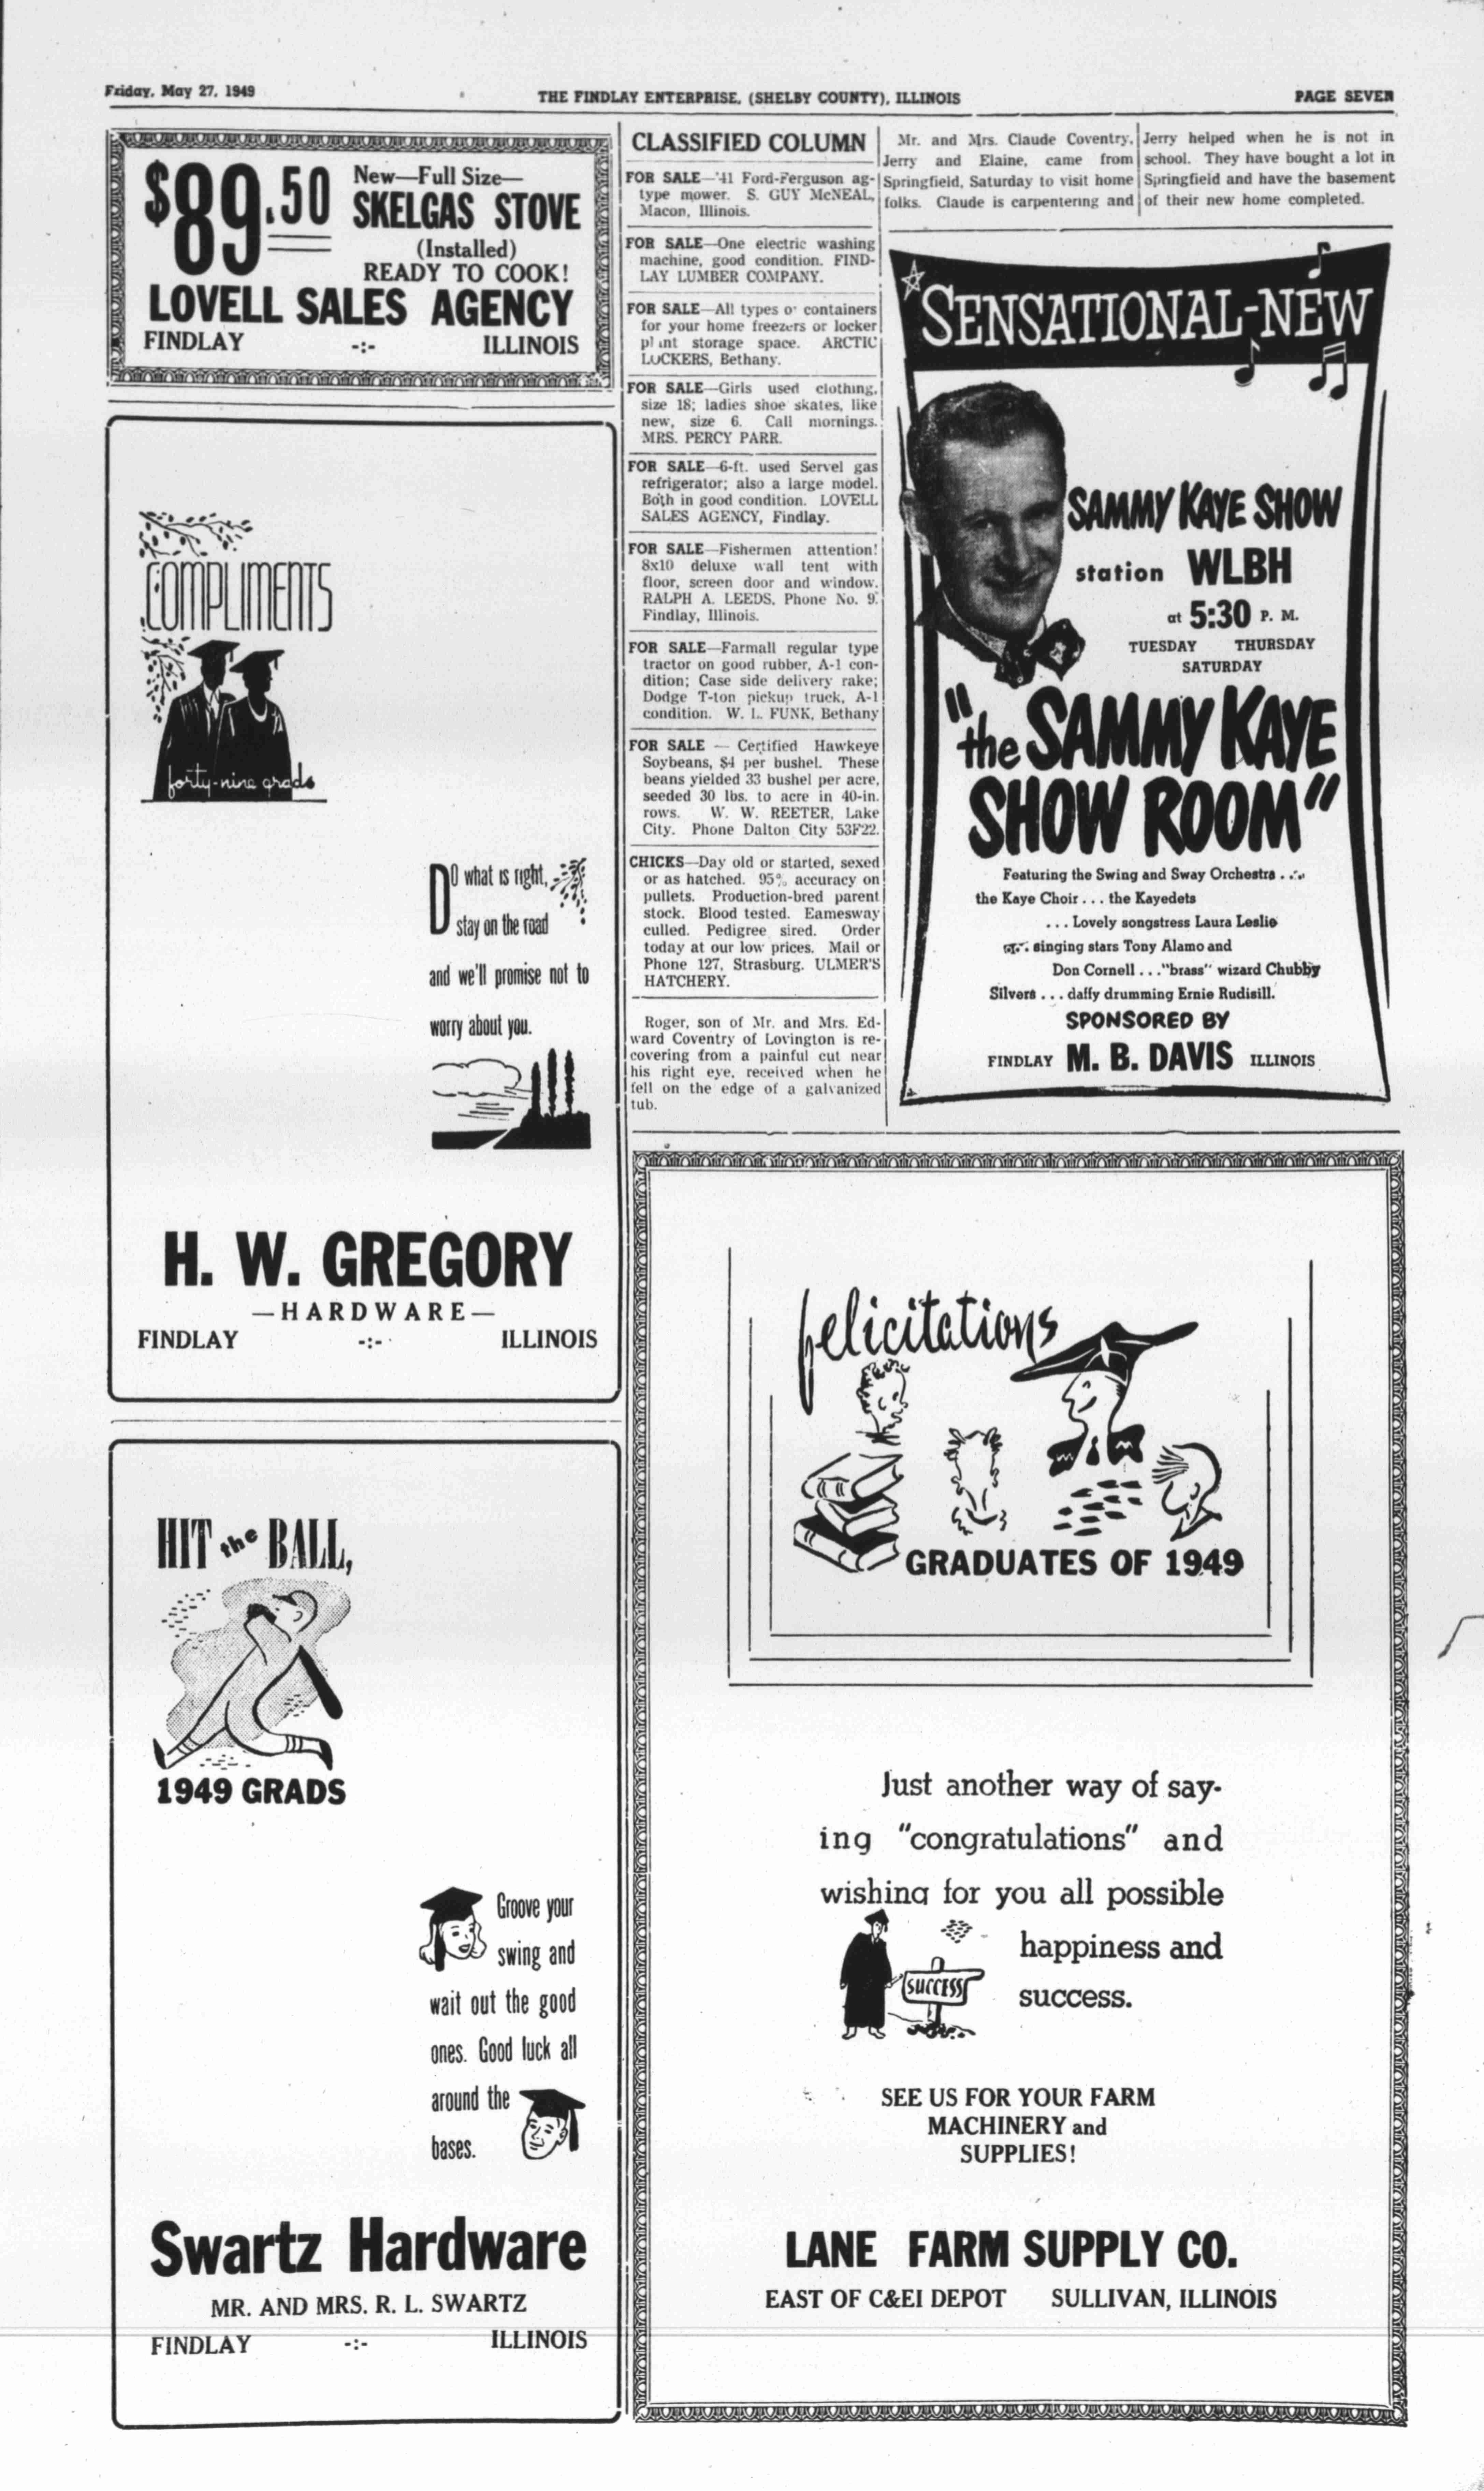 Friday, May 27, 1949
THE FINDLAY ENTERPRISE, (SHELBY COUNTY), ILLINOIS
PAGE SEVEN
$89.50
New—Full Size—
SKELGAS STOVE
(Installed)
READY TO COOK!
LOVELL SALES AGENCY
FINDLAY -:- ILLINOIS
COMPLIMENTS
forty-nine grads
DO what is right,
stay on the road
and we'll promise not to
worry about you.
H. W. GREGORY
—HARDWARE—
FINDLAY -:- ILLINOIS
HIT the BALL,
1949 GRADS
Groove your
swing and
wait out the good
ones. Good luck all
around the
bases.
Swartz Hardware
MR. AND MRS. R. L. SWARTZ
FINDLAY -:- ILLINOIS
CLASSIFIED COLUMN
FOR SALE—'41 Ford-Ferguson ag-
type mower. S. GUY McNEAL,
Macon, Illinois.
FOR SALE—One electric washing
machine, good condition. FIND-
LAY LUMBER COMPANY.
FOR SALE—All types o' containers
for your home freezers or locker
plant storage space. ARCTIC
LOCKERS, Bethany.
FOR SALE—Girls used clothing,
size 18; ladies shoe skates, like
new, size 6. Call mornings.
MRS. PERCY PARR.
FOR SALE—6-ft. used Servel gas
refrigerator; also a large model.
Both in good condition. LOVELL
SALES AGENCY, Findlay.
FOR SALE—Fishermen attention!
8x10 deluxe wall tent with
floor, screen door and window.
RALPH A. LEEDS, Phone No. 9.
Findlay, Illinois.
FOR SALE—Farmall regular type
tractor on good rubber, A-1 con-
dition; Case side delivery rake;
Dodge T-ton pickup truck, A-1
condition. W. L. FUNK, Bethany
FOR SALE — Certified Hawkeye
Soybeans, $4 per bushel. These
beans yielded 33 bushel per acre,
seeded 30 lbs. to acre in 40-in.
rows. W. W. REETER, Lake
City. Phone Dalton City 53F22.
CHICKS—Day old or started, sexed
or as hatched. 95% accuracy on
pullets. Production-bred parent
stock. Blood tested. Eamesway
culled. Pedigree sired. Order
today at our low prices. Mail or
Phone 127, Strasburg. ULMER'S
HATCHERY.
Roger, son of Mr. and Mrs. Ed-
ward Coventry of Lovington is re-
covering from a painful cut near
his right eye, received when he
fell on the edge of a galvanized
tub.
Mr. and Mrs. Claude Coventry,
Jerry and Elaine, came from
Springfield, Saturday to visit home
folks. Claude is carpentering and
Jerry helped when he is not in
school. They have bought a lot in
Springfield and have the basement
of their new home completed.
SENSATIONAL-NEW
SAMMY KAYE SHOW
station WLBH
at 5:30 P. M.
TUESDAY THURSDAY
SATURDAY
"the SAMMY KAYE
SHOW ROOM"
Featuring the Swing and Sway Orchestra . . .
the Kaye Choir . . . the Kayedets
. . . Lovely songstress Laura Leslie
singing stars Tony Alamo and
Don Cornell . . ."brass" wizard Chubby
Silvers . . . daffy drumming Ernie Rudisill.
SPONSORED BY
FINDLAY M. B. DAVIS ILLINOIS
felicitations
GRADUATES OF 1949
Just another way of say-
ing "congratulations" and
wishing for you all possible
happiness and
success.
SUCCESS
SEE US FOR YOUR FARM
MACHINERY and
SUPPLIES!
LANE FARM SUPPLY CO.
EAST OF C&EI DEPOT SULLIVAN, ILLINOIS